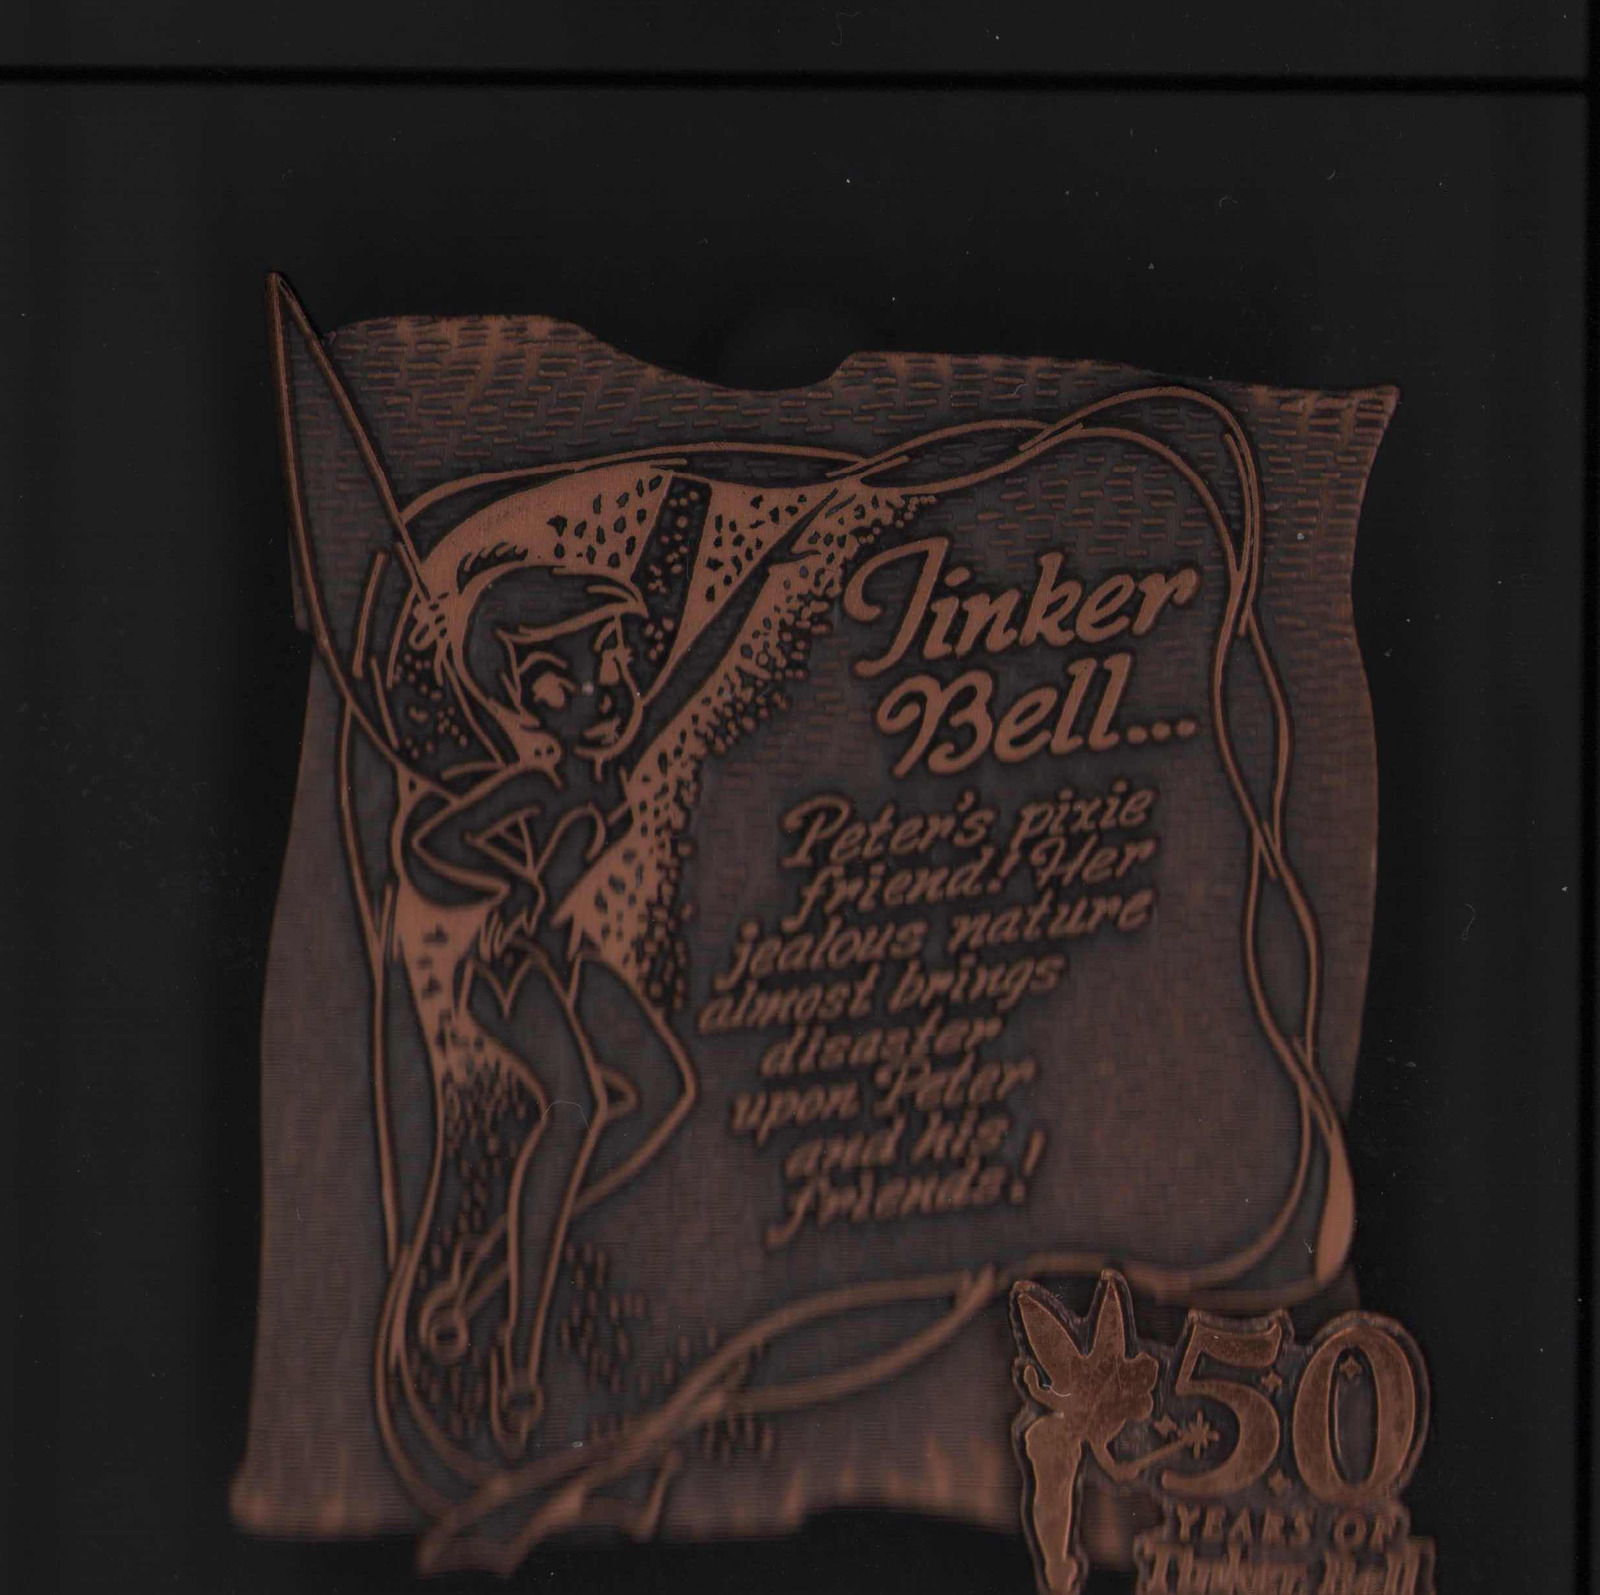 Tinker
Bell...
Peter's pixie
friend! Her
jealous nature
almost brings
disaster
upon Peter
and his
friends!
50
YEARS OF
Tinker Bell